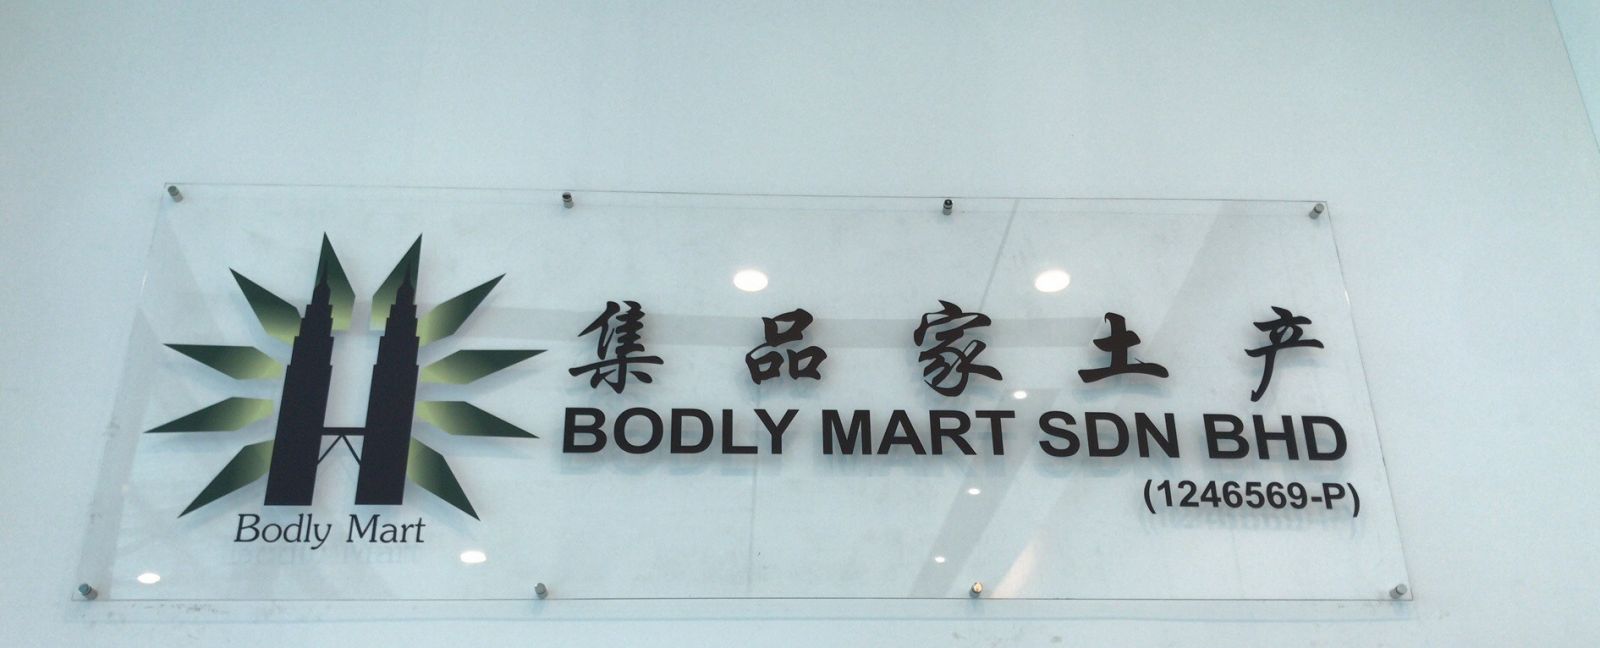 集品家土产
BODLY MART SDN BHD
(1246569-P)
Bodly Mart